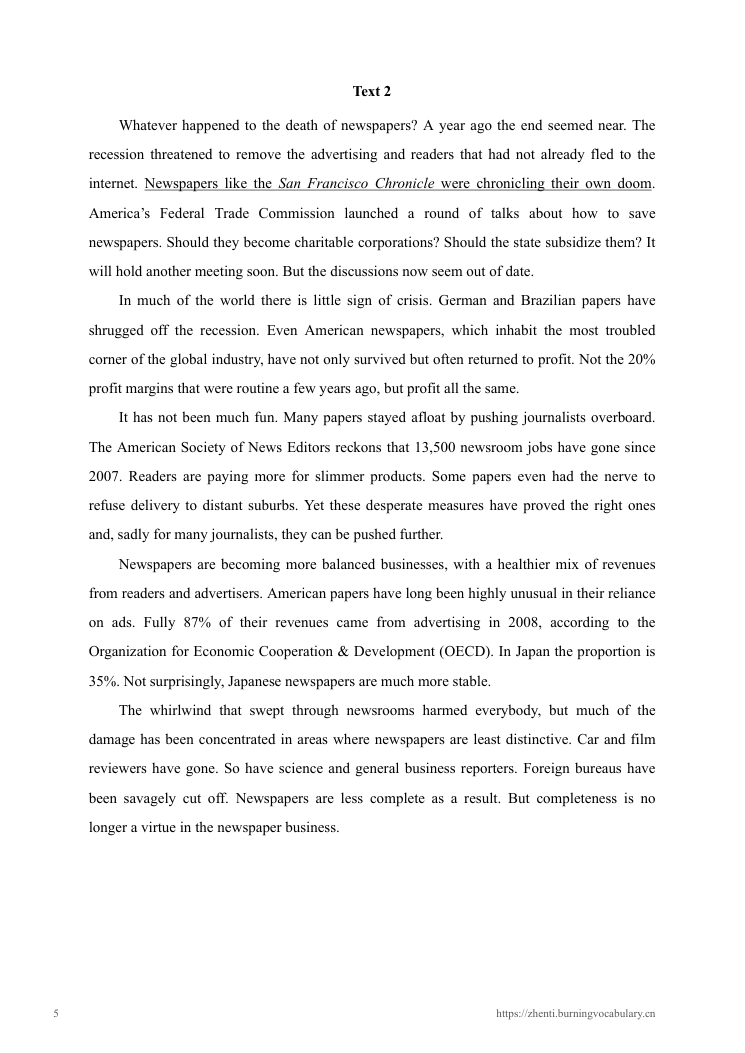 Text 2
Whatever happened to the death of newspapers? A year ago the end seemed near. The
recession threatened to remove the advertising and readers that had not already fled to the
internet. Newspapers like the San Francisco Chronicle were chronicling their own doom.
America’s Federal Trade Commission launched a round of talks about how to save
newspapers. Should they become charitable corporations? Should the state subsidize them? It
will hold another meeting soon. But the discussions now seem out of date.
In much of the world there is little sign of crisis. German and Brazilian papers have
shrugged off the recession. Even American newspapers, which inhabit the most troubled
corner of the global industry, have not only survived but often returned to profit. Not the 20%
profit margins that were routine a few years ago, but profit all the same.
It has not been much fun. Many papers stayed afloat by pushing journalists overboard.
The American Society of News Editors reckons that 13,500 newsroom jobs have gone since
2007. Readers are paying more for slimmer products. Some papers even had the nerve to
refuse delivery to distant suburbs. Yet these desperate measures have proved the right ones
and, sadly for many journalists, they can be pushed further.
Newspapers are becoming more balanced businesses, with a healthier mix of revenues
from readers and advertisers. American papers have long been highly unusual in their reliance
on ads. Fully 87% of their revenues came from advertising in 2008, according to the
Organization for Economic Cooperation & Development (OECD). In Japan the proportion is
35%. Not surprisingly, Japanese newspapers are much more stable.
The whirlwind that swept through newsrooms harmed everybody, but much of the
damage has been concentrated in areas where newspapers are least distinctive. Car and film
reviewers have gone. So have science and general business reporters. Foreign bureaus have
been savagely cut off. Newspapers are less complete as a result. But completeness is no
longer a virtue in the newspaper business.
5
https://zhenti.burningvocabulary.cn